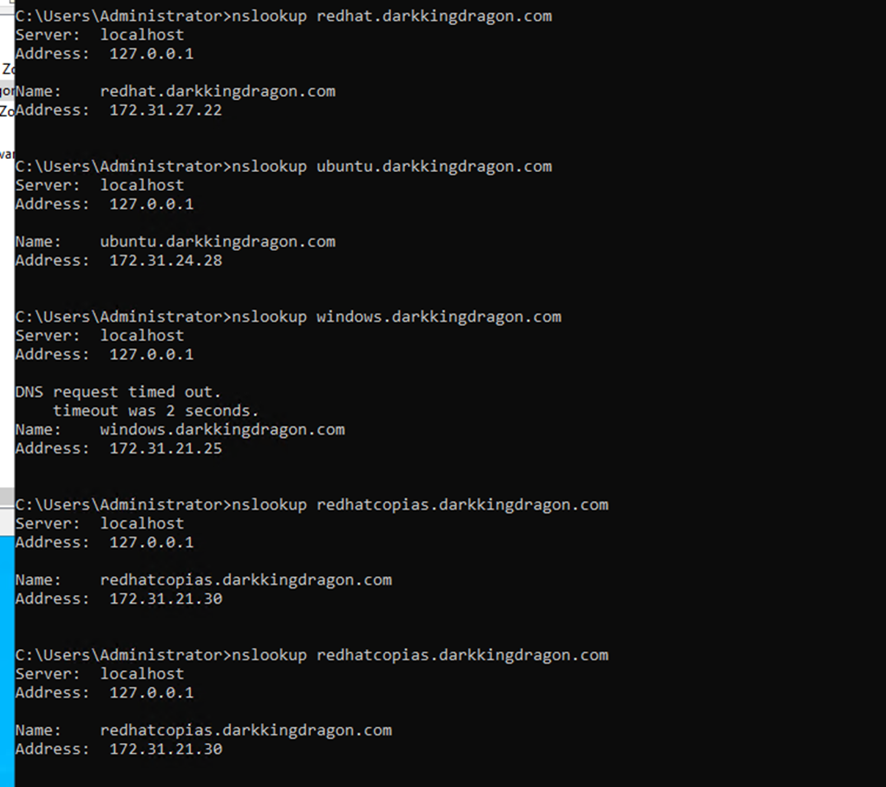 C:\Users\Administrator>nslookup redhat.darkkingdragon.com
Server:  localhost
Address:  127.0.0.1
Zo
Name:    redhat.darkkingdragon.com
Address:  172.31.27.22
Zo
C:\Users\Administrator>nslookup ubuntu.darkkingdragon.com
Server:  localhost
Address:  127.0.0.1
Name:    ubuntu.darkkingdragon.com
Address:  172.31.24.28
C:\Users\Administrator>nslookup windows.darkkingdragon.com
Server:  localhost
Address:  127.0.0.1
DNS request timed out.
    timeout was 2 seconds.
Name:    windows.darkkingdragon.com
Address:  172.31.21.25
C:\Users\Administrator>nslookup redhatcopias.darkkingdragon.com
Server:  localhost
Address:  127.0.0.1
Name:    redhatcopias.darkkingdragon.com
Address:  172.31.21.30
C:\Users\Administrator>nslookup redhatcopias.darkkingdragon.com
Server:  localhost
Address:  127.0.0.1
Name:    redhatcopias.darkkingdragon.com
Address:  172.31.21.30